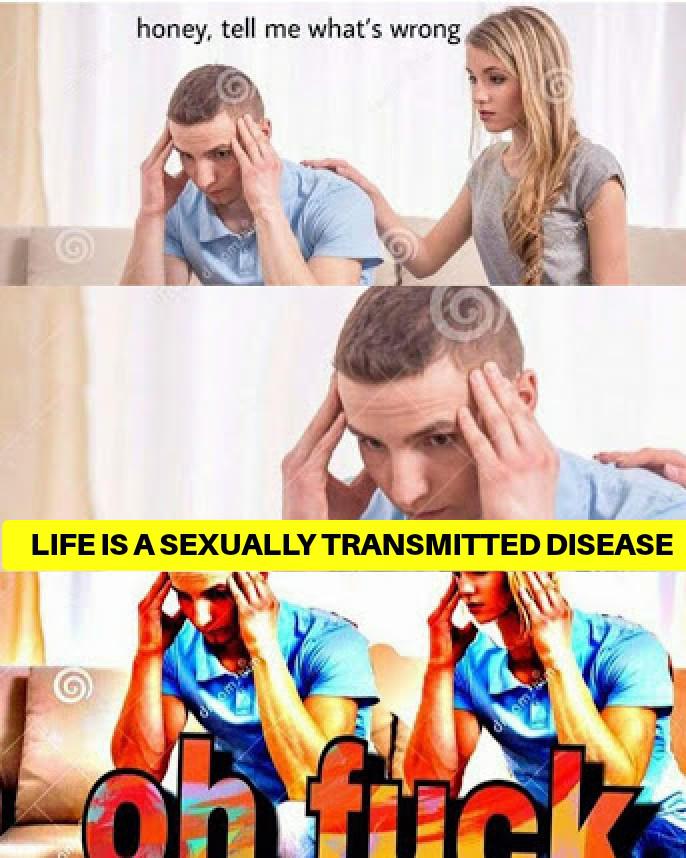 honey, tell me what's wrong
LIFE IS A SEXUALLY TRANSMITTED DISEASE
oh fuck